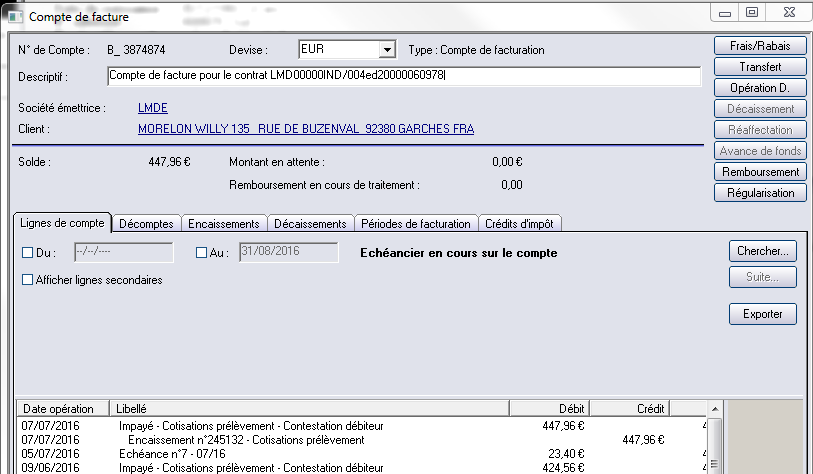 Compte de facture
N° de Compte : B_ 3874874 Devise : EUR Type : Compte de facturation
Descriptif : Compte de facture pour le contrat LMD00000IND/004ed20000060978
Société émettrice : LMDE
Client : MORELON WILLY 135 RUE DE BUZENVAL 92380 GARCHES FRA
Solde : 447,96 € Montant en attente : 0,00 €
Remboursement en cours de traitement : 0,00
Frais/Rabais
Transfert
Opération D.
Décaissement
Réaffectation
Avance de fonds
Remboursement
Régularisation
Lignes de compte Décomptes Encaissements Décaissements Périodes de facturation Crédits d'impôt
Du : --/--/---- Au : 31/08/2016 Echéancier en cours sur le compte Chercher...
Afficher lignes secondaires Suite...
Exporter
Date opération Libellé Débit Crédit
07/07/2016 Impayé - Cotisations prélèvement - Contestation débiteur 447,96 €
07/07/2016 Encaissement n°245132 - Cotisations prélèvement 447,96 €
05/07/2016 Echéance n°7 - 07/16 23,40 €
09/06/2016 Impayé - Cotisations prélèvement - Contestation débiteur 424,56 €